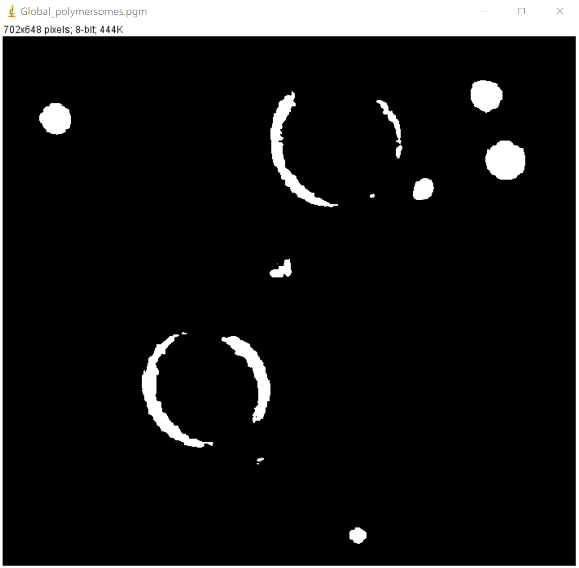 Global_polymersomes.pgm
702x648 pixels; 8-bit; 444K